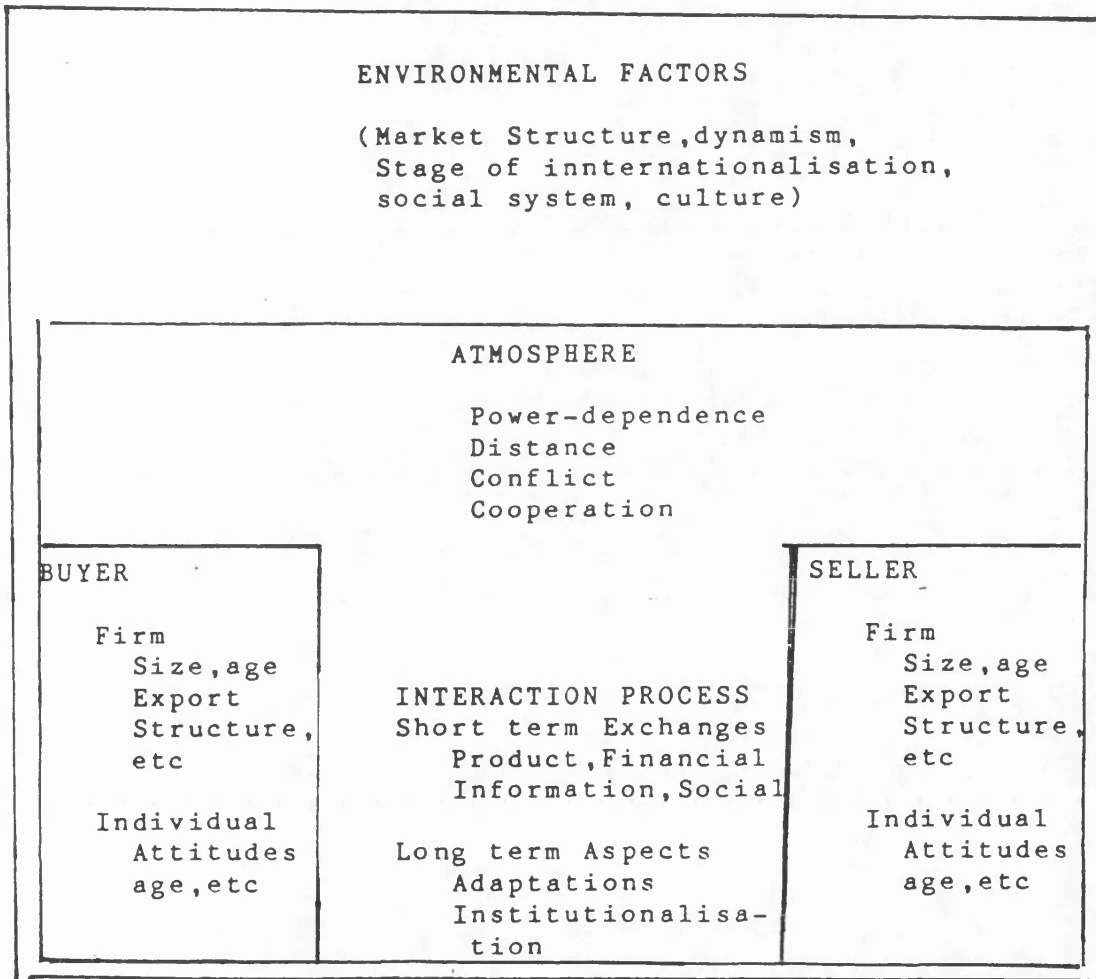 ENVIRONMENTAL FACTORS
(Market Structure,dynamism,
Stage of innternationalisation,
social system, culture)
ATMOSPHERE
Power-dependence
Distance
Conflict
Cooperation
BUYER
Firm
Size,age
Export
Structure,
etc
Individual
Attitudes
age,etc
INTERACTION PROCESS
Short term Exchanges
Product,Financial
Information,Social
Long term Aspects
Adaptations
Institutionalisa-
tion
SELLER
Firm
Size,age
Export
Structure,
etc
Individual
Attitudes
age,etc